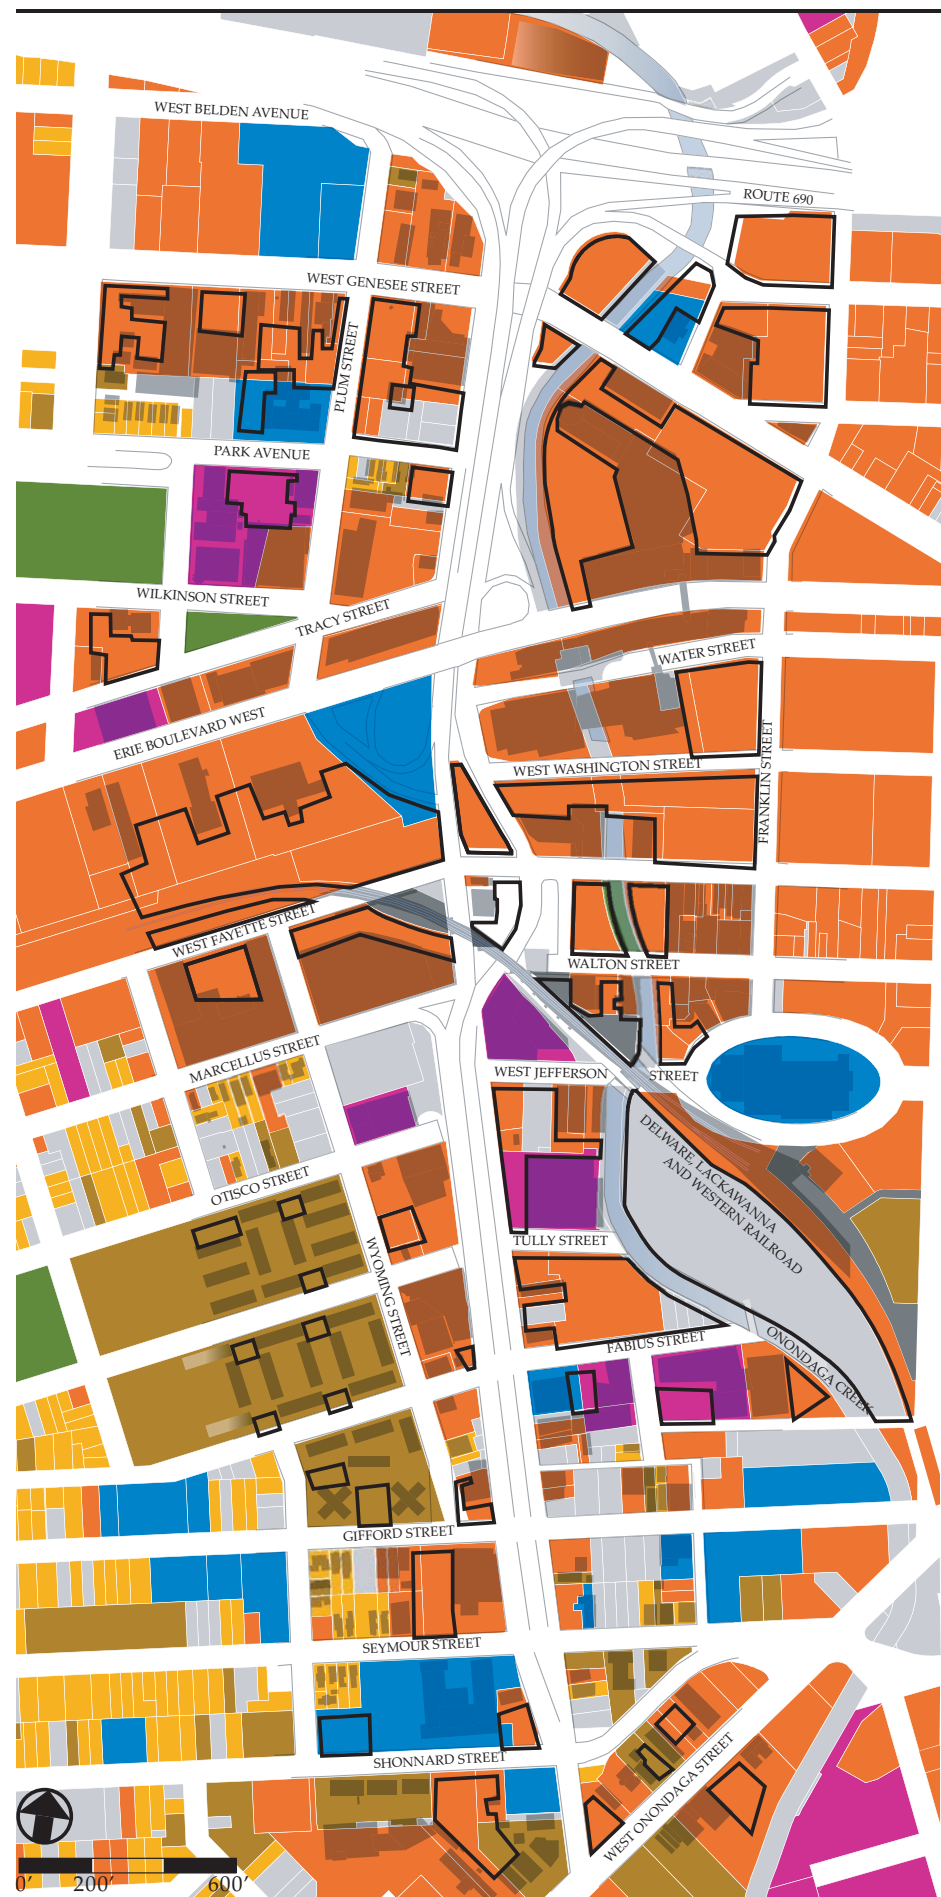 WEST BELDEN AVENUE
ROUTE 690
WEST GENESEE STREET
PLUM STREET
PARK AVENUE
WILKINSON STREET
TRACY STREET
WATER STREET
ERIE BOULEVARD WEST
WEST WASHINGTON STREET
FRANKLIN STREET
WEST FAYETTE STREET
WALTON STREET
MARCELLUS STREET
WEST JEFFERSON STREET
DELWARE, LACKAWANNA
AND WESTERN RAILROAD
OTISCO STREET
TULLY STREET
WYOMING STREET
FABIUS STREET
ONONDAGA CREEK
GIFFORD STREET
SEYMOUR STREET
SHONNARD STREET
WEST ONONDAGA STREET
0' 200' 600'